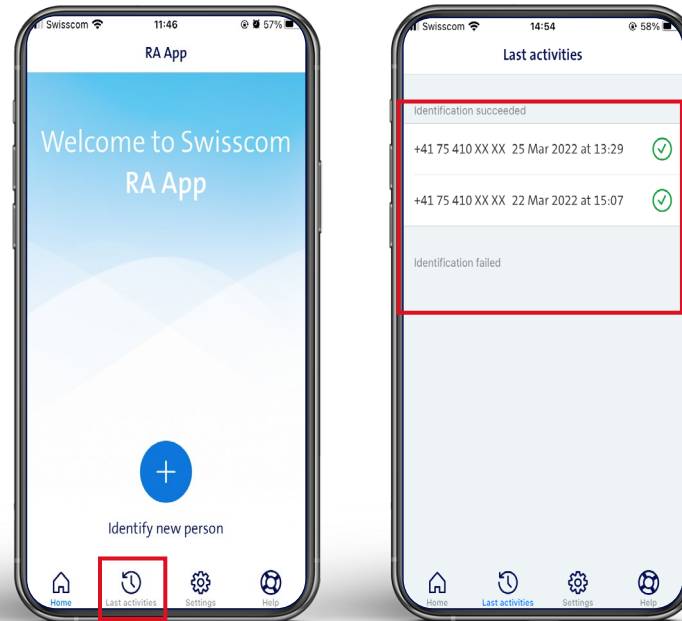 Swisscom 11:46 57%
RA App
Welcome to Swisscom
RA App
Identify new person
Home Last activities Settings Help
Swisscom 14:54 58%
Last activities
Identification succeeded
+41 75 410 XX XX 25 Mar 2022 at 13:29
+41 75 410 XX XX 22 Mar 2022 at 15:07
Identification failed
Home Last activities Settings Help